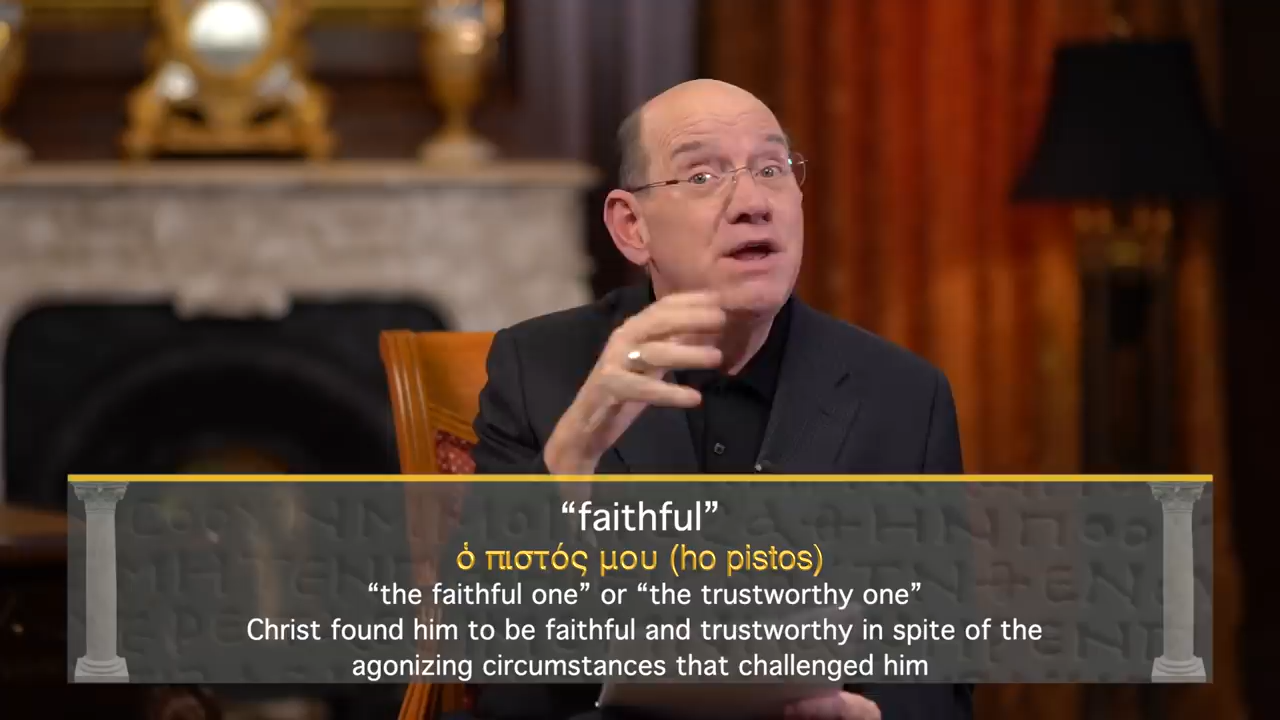 “faithful”
ὁ πιστός μου (ho pistos)
“the faithful one” or “the trustworthy one”
Christ found him to be faithful and trustworthy in spite of the
agonizing circumstances that challenged him